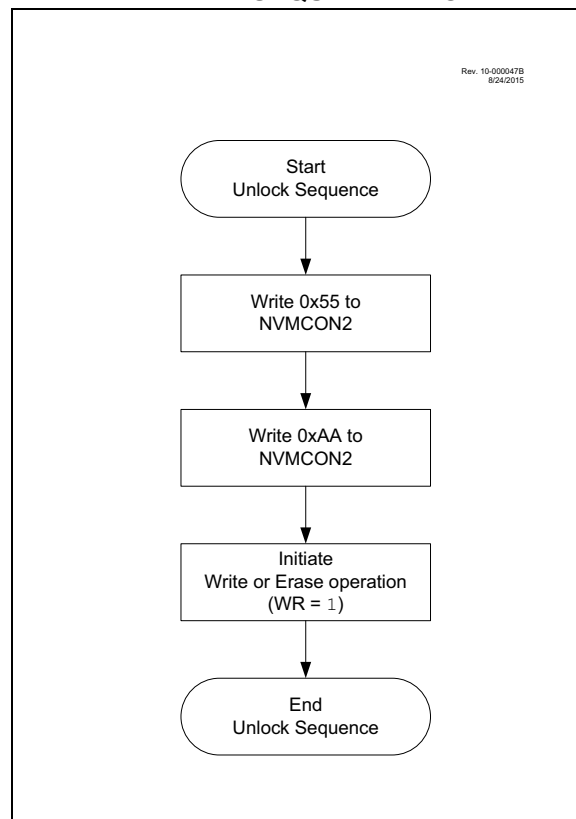 Rev. 10-000047B
8/24/2015
Start
Unlock Sequence
Write 0x55 to
NVMCON2
Write 0xAA to
NVMCON2
Initiate
Write or Erase operation
(WR = 1)
End
Unlock Sequence